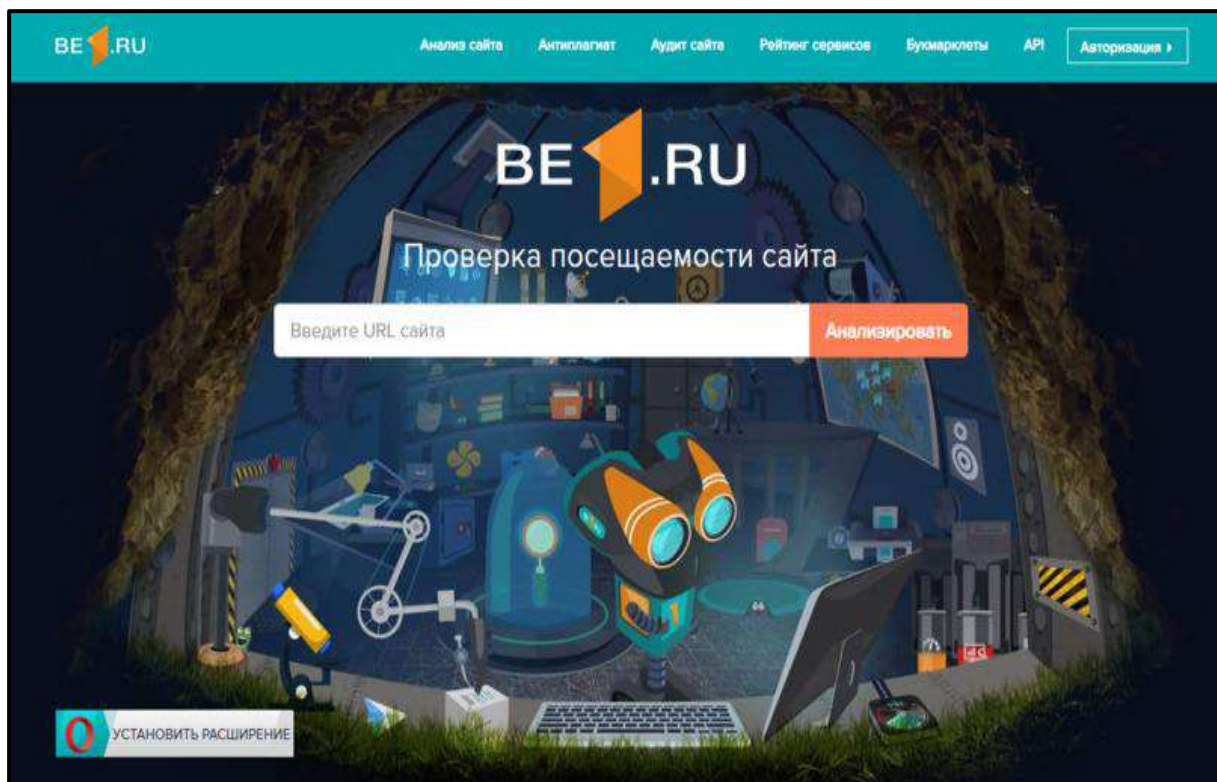 BE1.RU
Анализ сайта
Антиплагиат
Аудит сайта
Рейтинг сервисов
Букмарклеты
API
Авторизация
BE1.RU
Проверка посещаемости сайта
Введите URL сайта
Анализировать
УСТАНОВИТЬ РАСШИРЕНИЕ